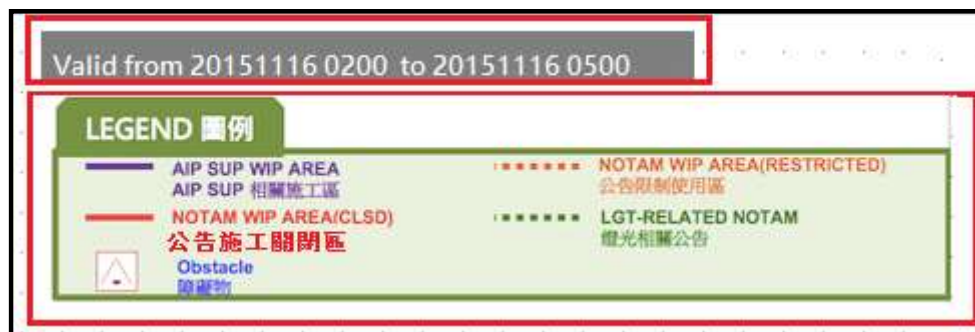 Valid from 20151116 0200 to 20151116 0500
LEGEND 圖例
AIP SUP WIP AREA
AIP SUP 相關施工區
NOTAM WIP AREA(RESTRICTED)
公告限制使用區
NOTAM WIP AREA(CLSD)
公告施工關閉區
LGT-RELATED NOTAM
燈光相關公告
Obstacle
障礙物